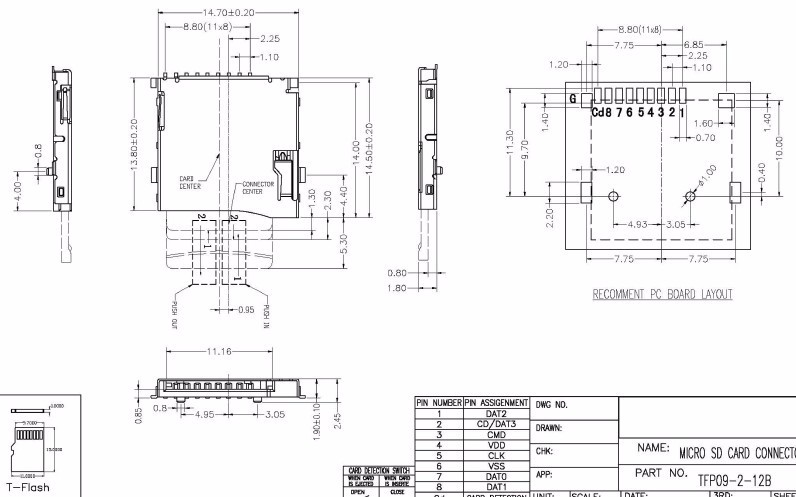 14.70±0.20
8.80(11x8)
2.25
1.10
0.8
4.00
13.80±0.20
CARD
CENTER
CONNECTOR
CENTER
14.00
14.50±0.20
1.30
2.30
4.40
5.30
2
2
1
1
PUSH OUT
PUSH IN
0.95
0.80
1.80
8.80(11x8)
7.75
6.85
2.25
1.20
1.10
G
Cd 8 7 6 5 4 3 2 1
1.40
1.60
1.40
0.70
11.30
9.70
10.00
1.20
ø1.00
0.40
2.20
4.93
3.05
7.75
7.75
RECOMMENT PC BOARD LAYOUT
11.16
0.85
0.8
4.95
3.05
1.90±0.10
2.45
T-Flash
CARD DETECTION SWITCH
WHEN CARD IS EJECTED
WHEN CARD IS INSERTE
OPEN
CLOSE
PIN NUMBER PIN ASSIGENMENT
1 DAT2
2 CD/DAT3
3 CMD
4 VDD
5 CLK
6 VSS
7 DAT0
8 DAT1
DWG NO.
DRAWN:
CHK:
APP:
NAME: MICRO SD CARD CONNECTO
PART NO. TFP09-2-12B
UNIT: SCALE: DATE: 3RD: SHEE